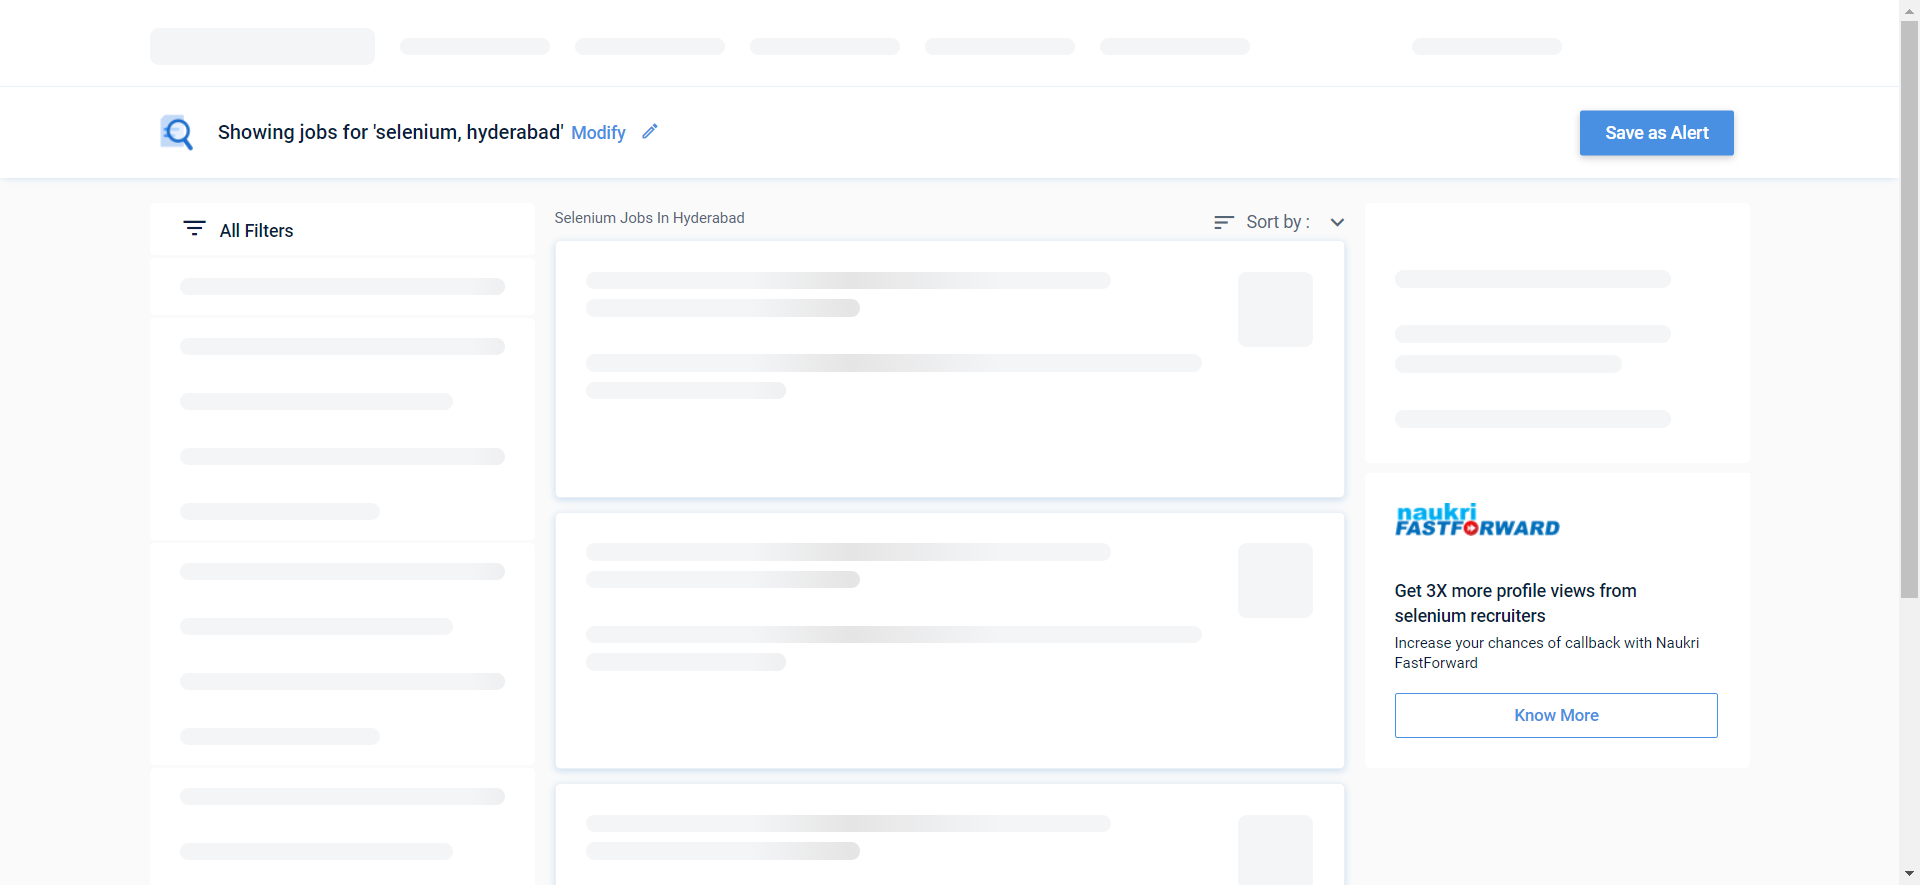 Showing jobs for 'selenium, hyderabad' Modify
Save as Alert
All Filters
Selenium Jobs In Hyderabad
Sort by :
naukri
FASTFORWARD
Get 3X more profile views from
selenium recruiters
Increase your chances of callback with Naukri
FastForward
Know More